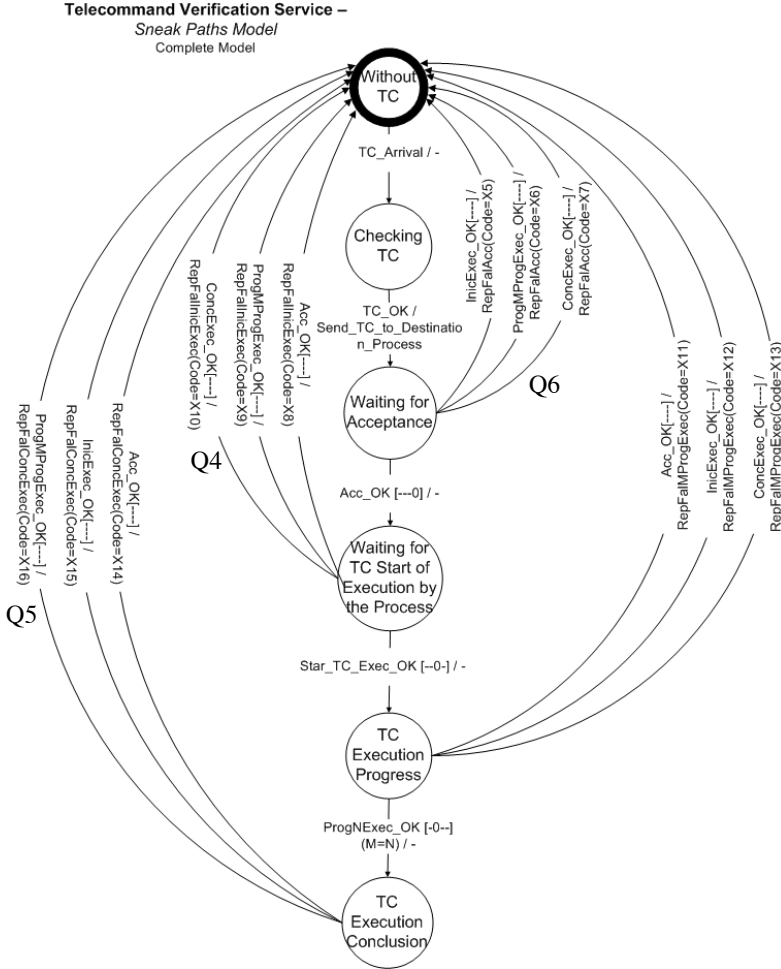 Telecommand Verification Service –
Sneak Paths Model
Complete Model
Without
TC
TC_Arrival / -
Checking
TC
TC_OK /
Send_TC_to_Destinatio
n_Process
Waiting for
Acceptance
Acc_OK [---0] / -
Waiting for
TC Start of
Execution by
the Process
Star_TC_Exec_OK [--0-] / -
TC
Execution
Progress
ProgNExec_OK [-0--]
(M=N) / -
TC
Execution
Conclusion
InicExec_OK[----] /
RepFalAcc(Code=X5)
ProgMProgExec_OK[----] /
RepFalAcc(Code=X6)
ConcExec_OK[----] /
RepFalAcc(Code=X7)
Q6
Acc_OK[----] /
RepFalInicExec(Code=X8)
ProgMProgExec_OK[----] /
RepFalInicExec(Code=X9)
ConcExec_OK[----] /
RepFalInicExec(Code=X10)
Q4
Acc_OK[----] /
RepFalMProgExec(Code=X11)
InicExec_OK[----] /
RepFalMProgExec(Code=X12)
ConcExec_OK[----] /
RepFalMProgExec(Code=X13)
Acc_OK[----] /
RepFalConcExec(Code=X14)
InicExec_OK[----] /
RepFalConcExec(Code=X15)
ProgMProgExec_OK[----] /
RepFalConcExec(Code=X16)
Q5